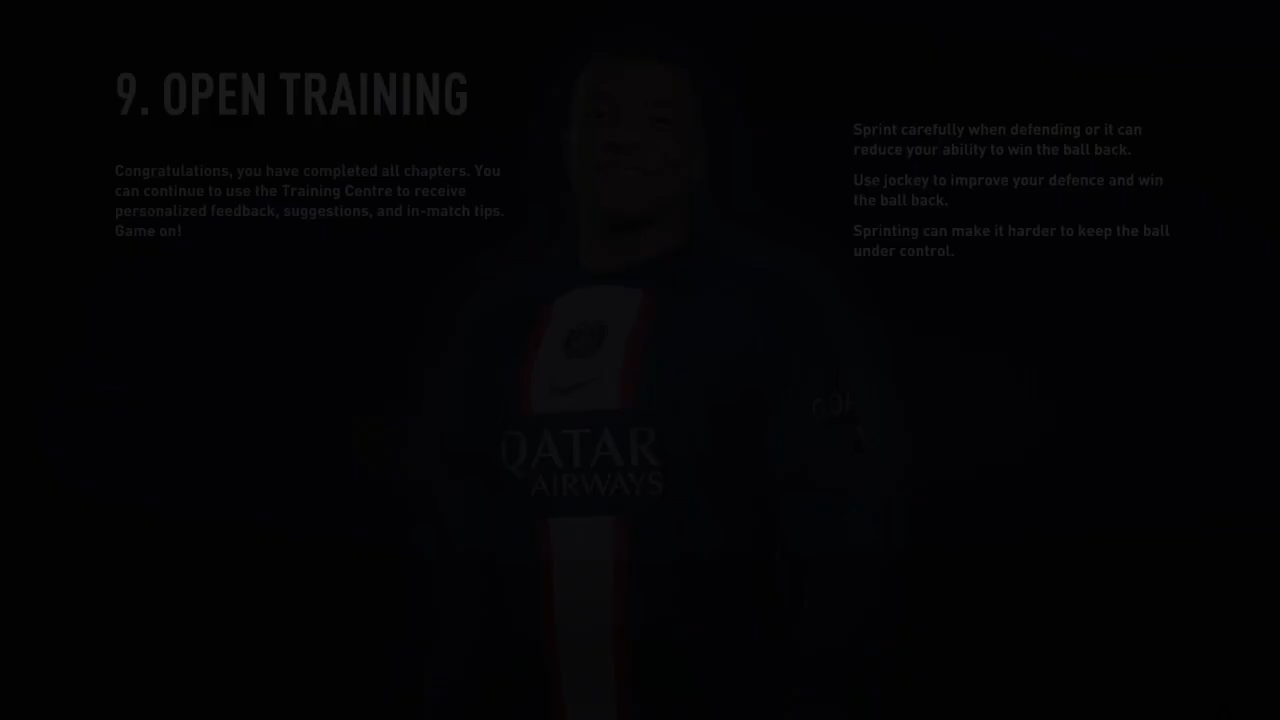 9. OPEN TRAINING
Congratulations, you have completed all chapters. You
can continue to use the Training Centre to receive
personalized feedback, suggestions, and in-match tips.
Game on!
Sprint carefully when defending or it can
reduce your ability to win the ball back.
Use jockey to improve your defence and win
the ball back.
Sprinting can make it harder to keep the ball
under control.
QATAR
AIRWAYS